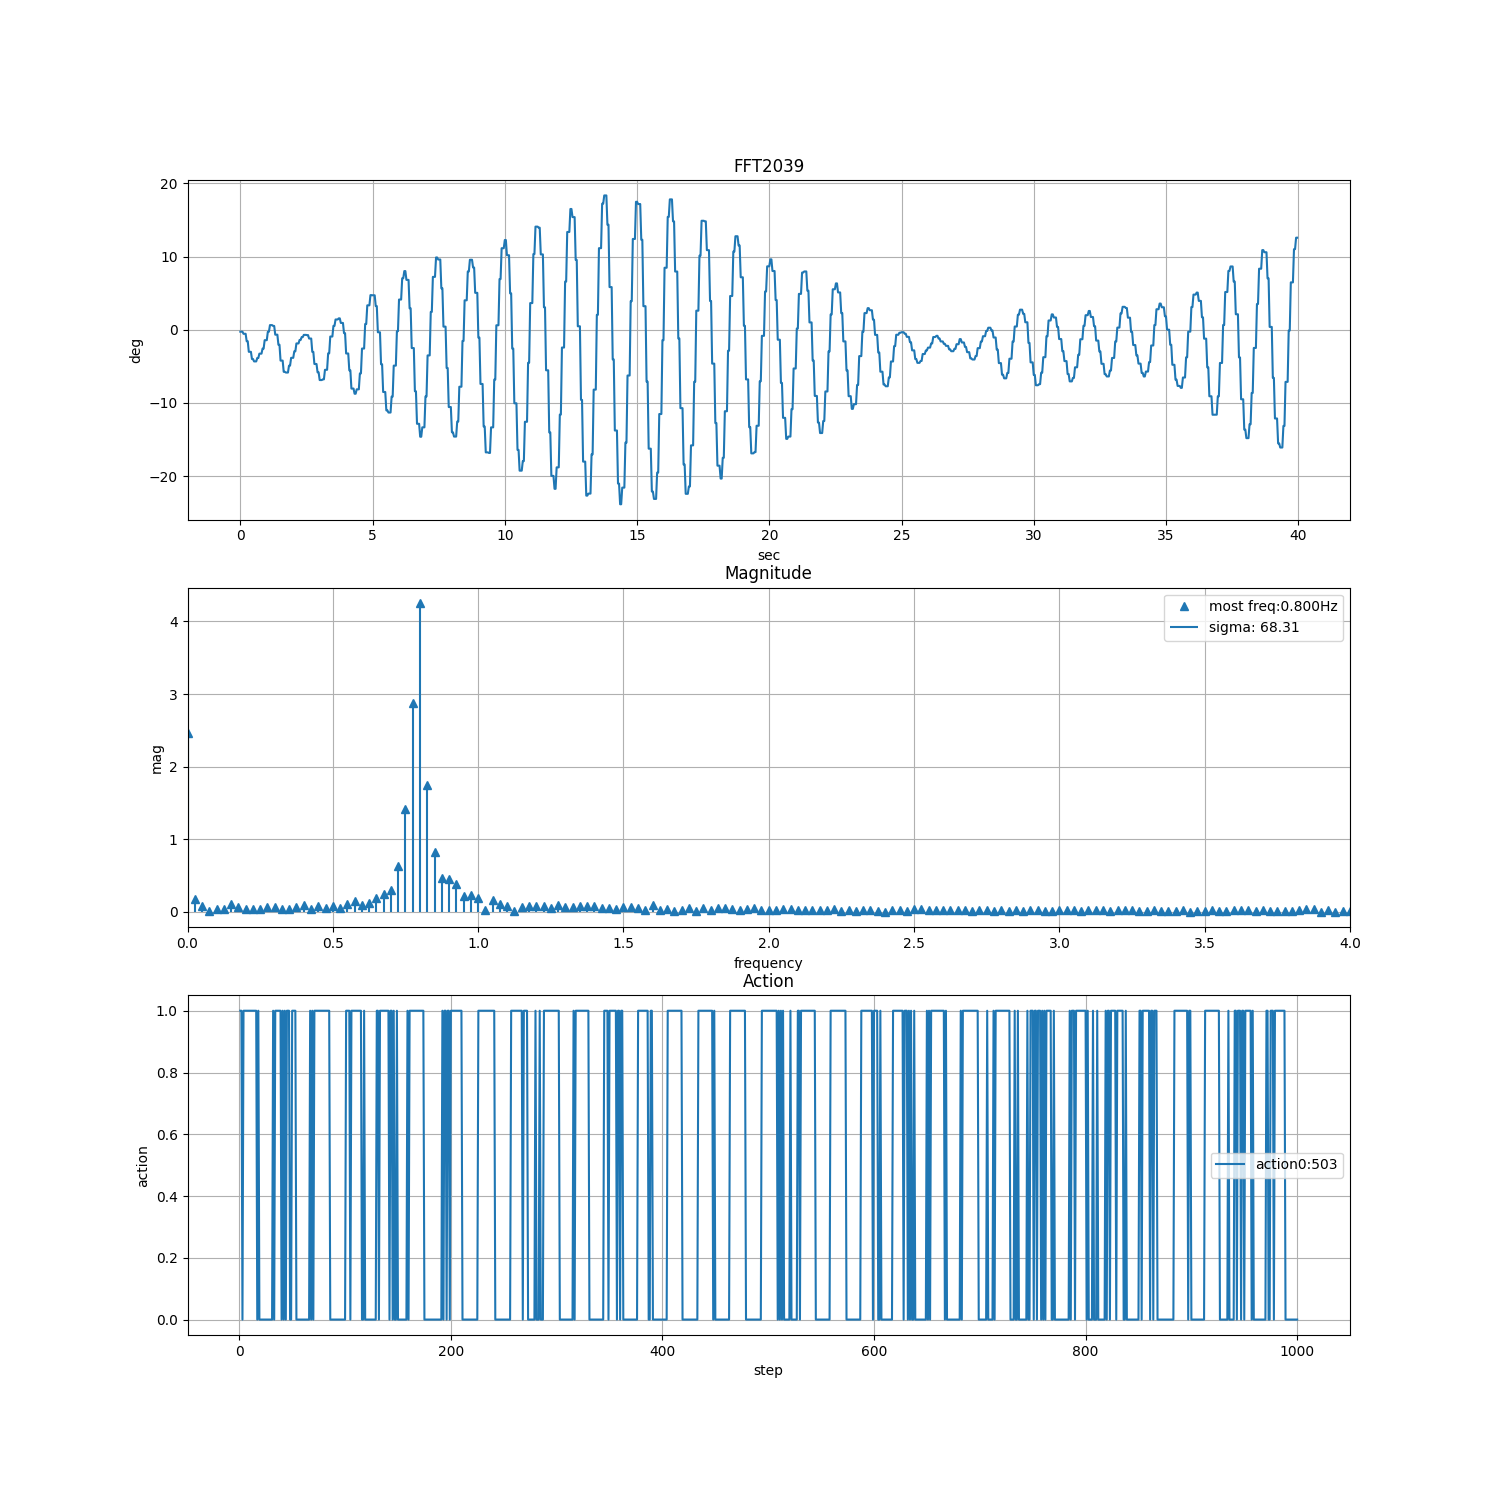 FFT2039
20
10
0
−10
−20
deg
0 5 10 15 20 25 30 35 40
sec
Magnitude
most freq:0.800Hz
sigma: 68.31
4
3
2
1
0
mag
0.0 0.5 1.0 1.5 2.0 2.5 3.0 3.5 4.0
frequency
Action
1.0
0.8
0.6
0.4
0.2
0.0
action
action0:503
0 200 400 600 800 1000
step